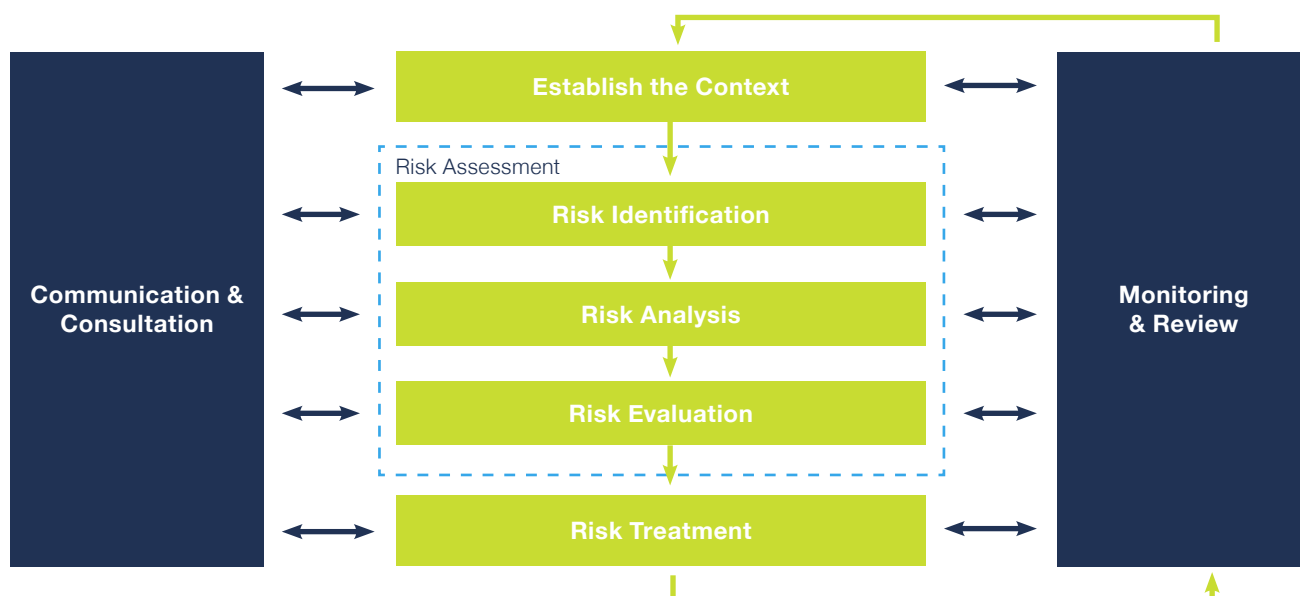 Establish the Context
Risk Assessment
Risk Identification
Communication &
Consultation
Risk Analysis
Monitoring
& Review
Risk Evaluation
Risk Treatment